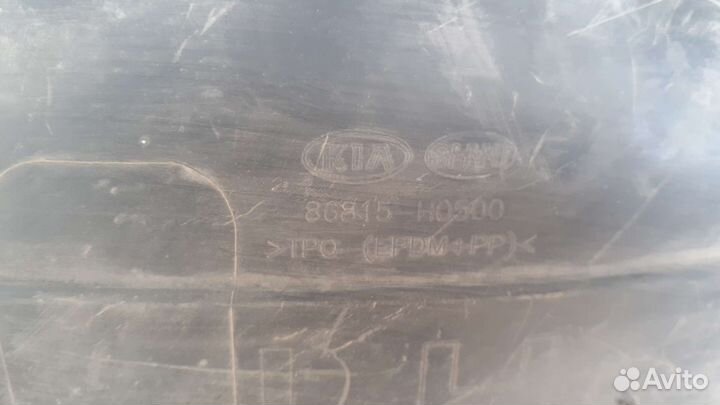 KIA
86815-H0500
>TPO (EPDM+PP)<
Avito